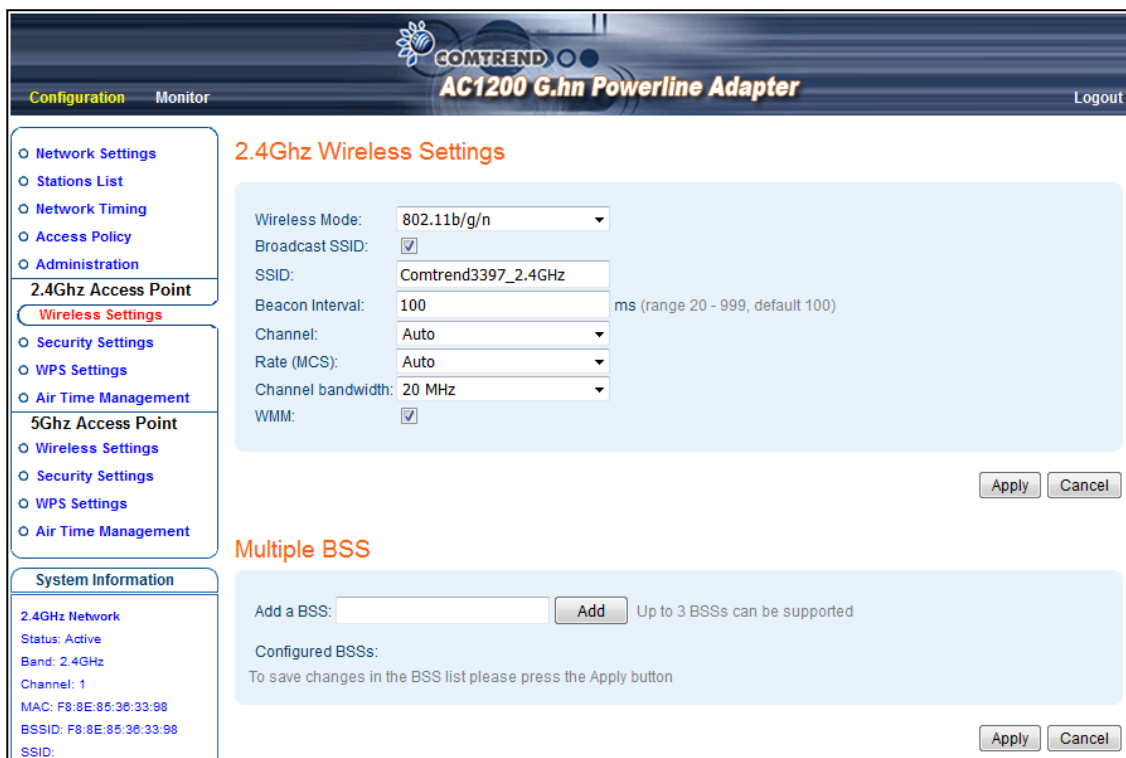 COMTREND
AC1200 G.hn Powerline Adapter
Configuration Monitor
Logout
Network Settings
Stations List
Network Timing
Access Policy
Administration
2.4Ghz Access Point
Wireless Settings
Security Settings
WPS Settings
Air Time Management
5Ghz Access Point
Wireless Settings
Security Settings
WPS Settings
Air Time Management
System Information
2.4GHz Network
Status: Active
Band: 2.4GHz
Channel: 1
MAC: F8:8E:85:36:33:98
BSSID: F8:8E:85:36:33:98
SSID:
2.4Ghz Wireless Settings
Wireless Mode: 802.11b/g/n
Broadcast SSID:
SSID: Comtrend3397_2.4GHz
Beacon Interval: 100 ms (range 20 - 999, default 100)
Channel: Auto
Rate (MCS): Auto
Channel bandwidth: 20 MHz
WMM:
Apply Cancel
Multiple BSS
Add a BSS: Add Up to 3 BSSs can be supported
Configured BSSs:
To save changes in the BSS list please press the Apply button
Apply Cancel